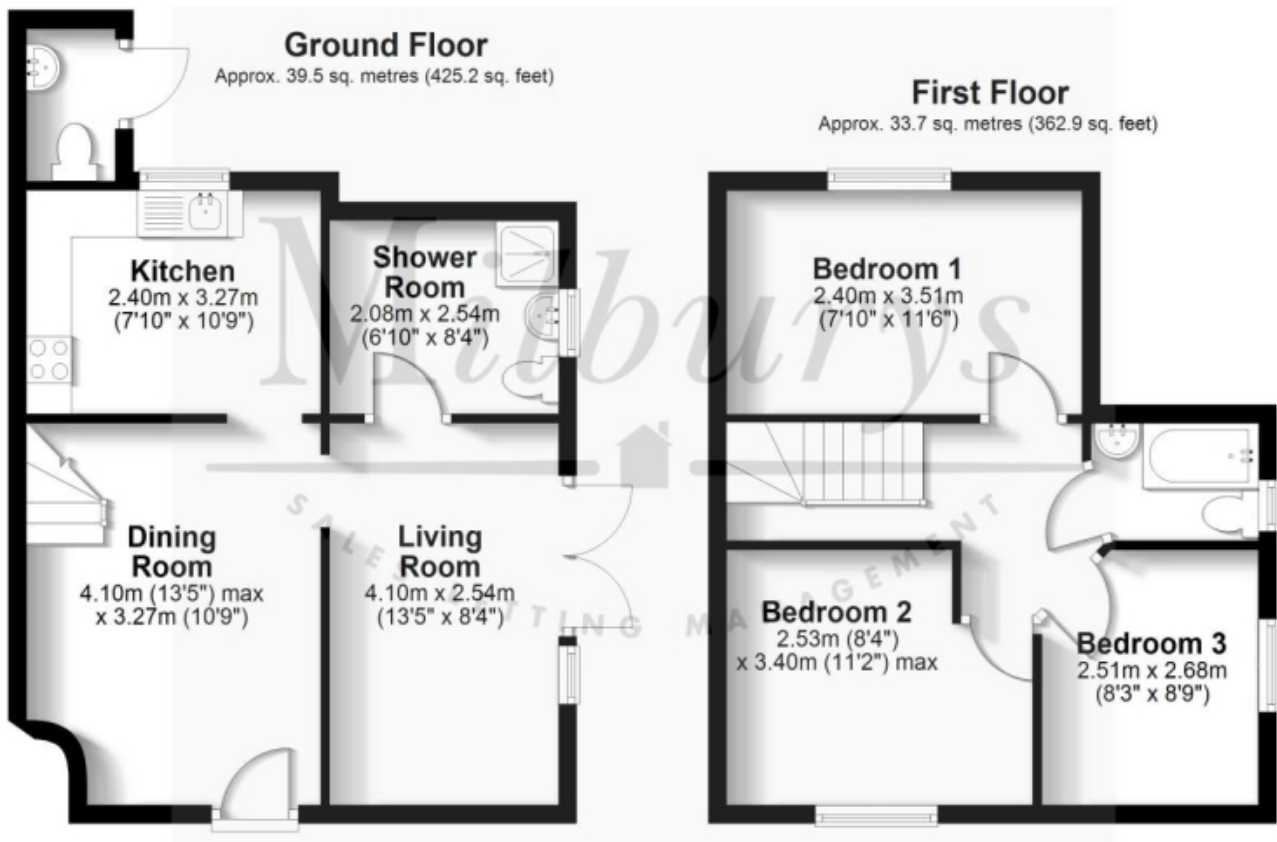 Ground Floor
Approx. 39.5 sq. metres (425.2 sq. feet)
First Floor
Approx. 33.7 sq. metres (362.9 sq. feet)
Kitchen
2.40m x 3.27m
(7'10" x 10'9")
Shower
Room
2.08m x 2.54m
(6'10" x 8'4")
Bedroom 1
2.40m x 3.51m
(7'10" x 11'6")
Milburys
SALES LETTING MANAGEMENT
Dining
Room
4.10m (13'5") max
x 3.27m (10'9")
Living
Room
4.10m x 2.54m
(13'5" x 8'4")
Bedroom 2
2.53m (8'4")
x 3.40m (11'2") max
Bedroom 3
2.51m x 2.68m
(8'3" x 8'9")